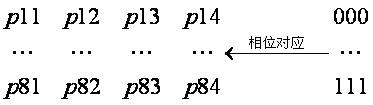 p11 p12 p13 p14 000
… … … … 相位对应 …
p81 p82 p83 p84 111